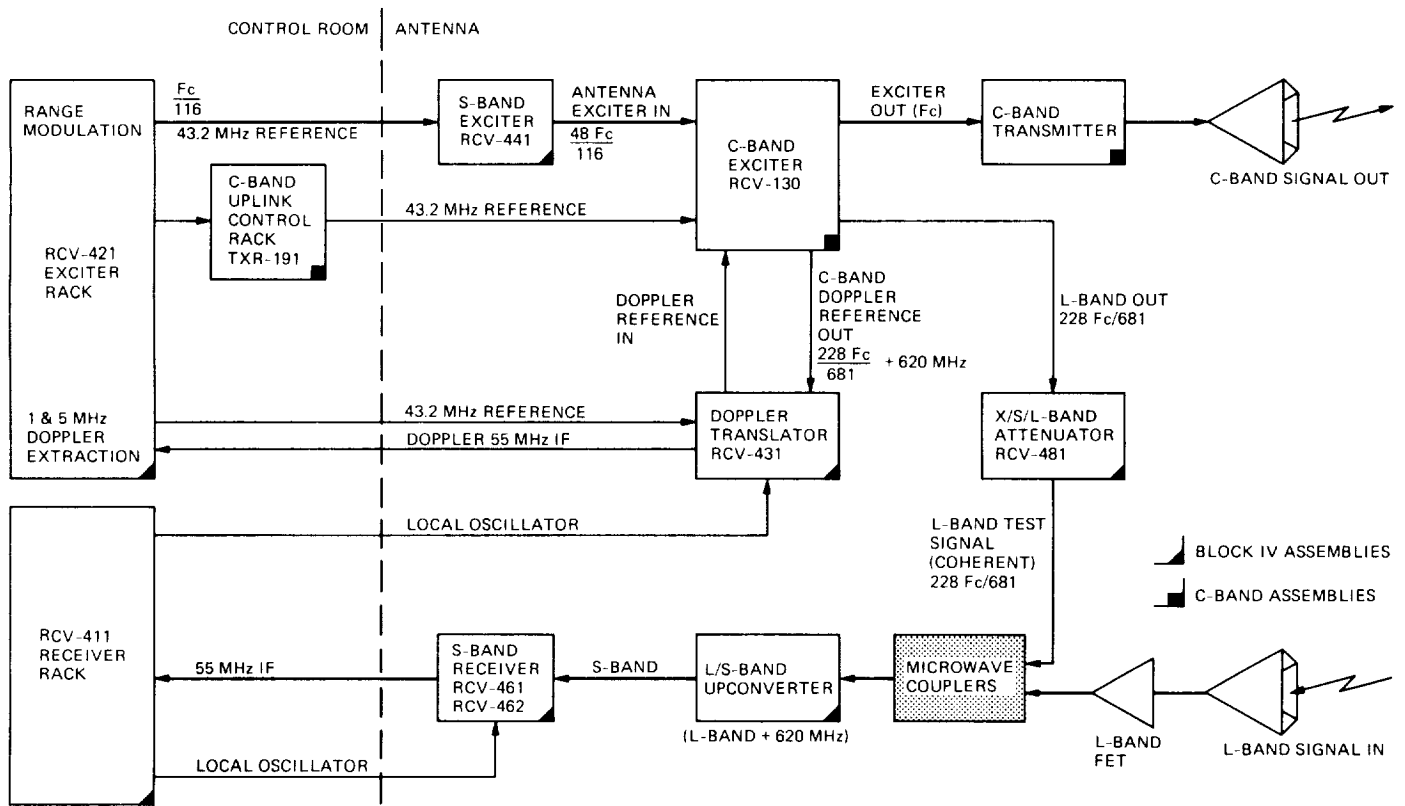 CONTROL ROOM
ANTENNA
RANGE
MODULATION
RCV-421
EXCITER
RACK
1 & 5 MHz
DOPPLER
EXTRACTION
Fc
116
43.2 MHz REFERENCE
S-BAND
EXCITER
RCV-441
ANTENNA
EXCITER IN
48 Fc
116
C-BAND
EXCITER
RCV-130
EXCITER
OUT (Fc)
C-BAND
TRANSMITTER
C-BAND SIGNAL OUT
C-BAND
UPLINK
CONTROL
RACK
TXR-191
43.2 MHz REFERENCE
DOPPLER
REFERENCE
IN
C-BAND
DOPPLER
REFERENCE
OUT
228 Fc
681
+ 620 MHz
L-BAND OUT
228 Fc/681
43.2 MHz REFERENCE
DOPPLER 55 MHz IF
DOPPLER
TRANSLATOR
RCV-431
X/S/L-BAND
ATTENUATOR
RCV-481
LOCAL OSCILLATOR
L-BAND TEST
SIGNAL
(COHERENT)
228 Fc/681
BLOCK IV ASSEMBLIES
C-BAND ASSEMBLIES
RCV-411
RECEIVER
RACK
55 MHz IF
S-BAND
RECEIVER
RCV-461
RCV-462
S-BAND
L/S-BAND
UPCONVERTER
(L-BAND + 620 MHz)
MICROWAVE
COUPLERS
L-BAND
FET
L-BAND SIGNAL IN
LOCAL OSCILLATOR